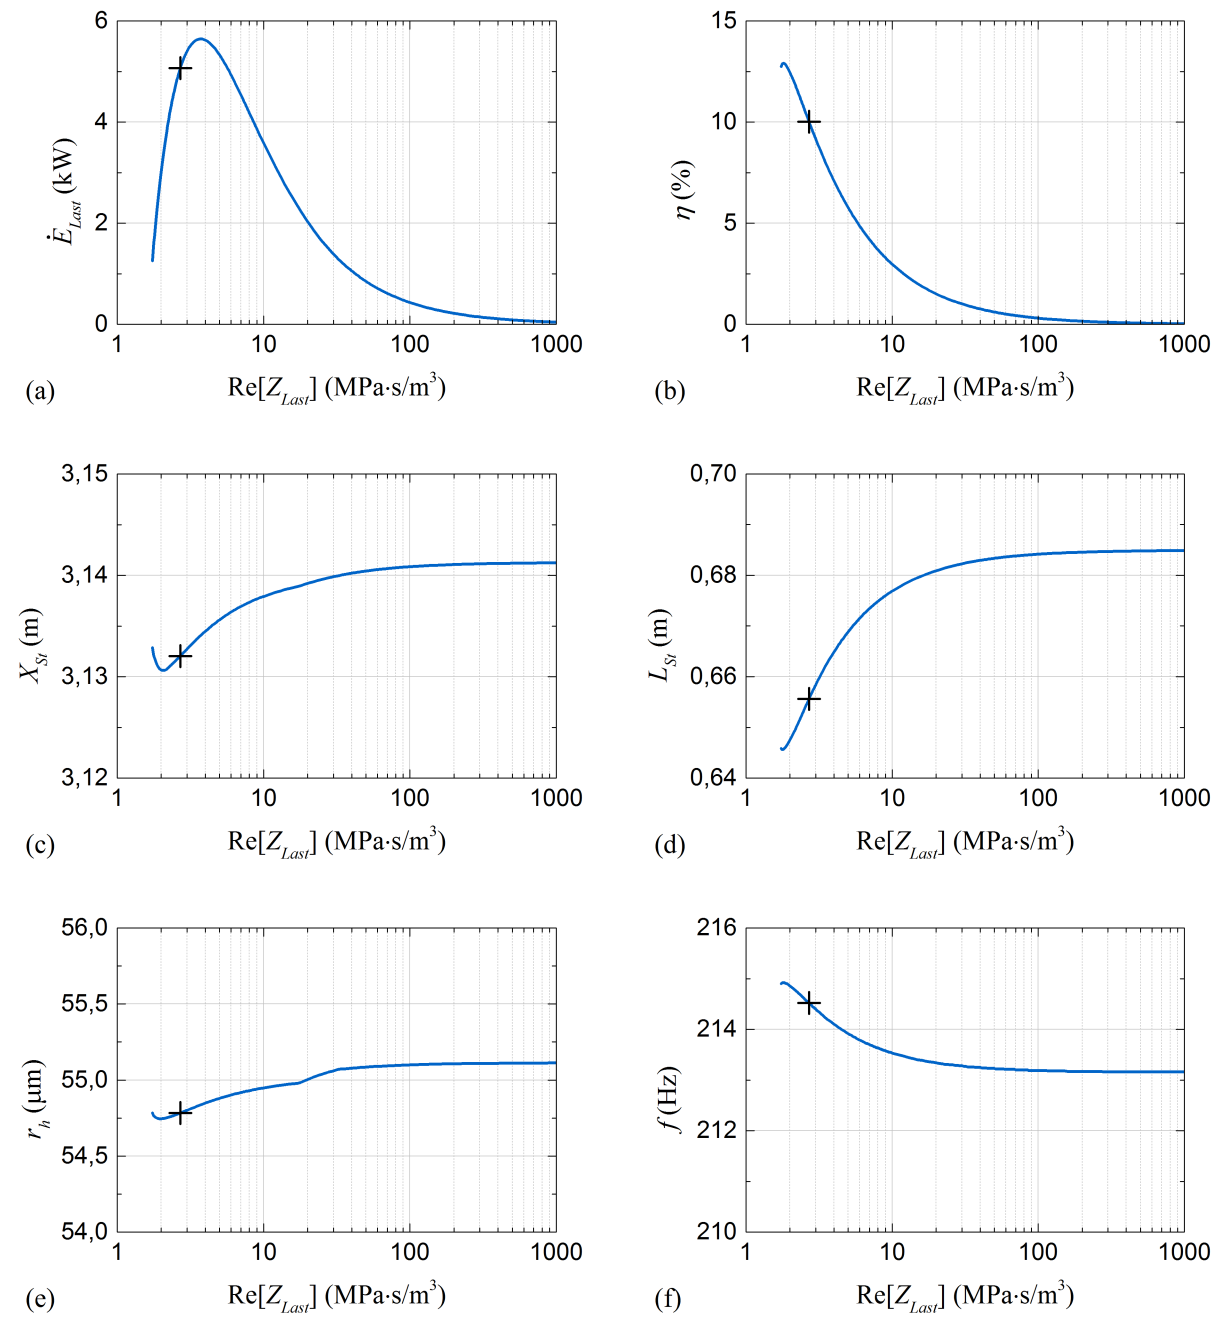 6
4
2
0
Ė_Last (kW)
1 10 100 1000
(a) Re[Z_Last] (MPa·s/m³)
15
10
5
0
η (%)
1 10 100 1000
(b) Re[Z_Last] (MPa·s/m³)
3,15
3,14
3,13
3,12
X_St (m)
1 10 100 1000
(c) Re[Z_Last] (MPa·s/m³)
0,70
0,68
0,66
0,64
L_St (m)
1 10 100 1000
(d) Re[Z_Last] (MPa·s/m³)
56,0
55,5
55,0
54,5
54,0
r_h (μm)
1 10 100 1000
(e) Re[Z_Last] (MPa·s/m³)
216
214
212
210
f (Hz)
1 10 100 1000
(f) Re[Z_Last] (MPa·s/m³)